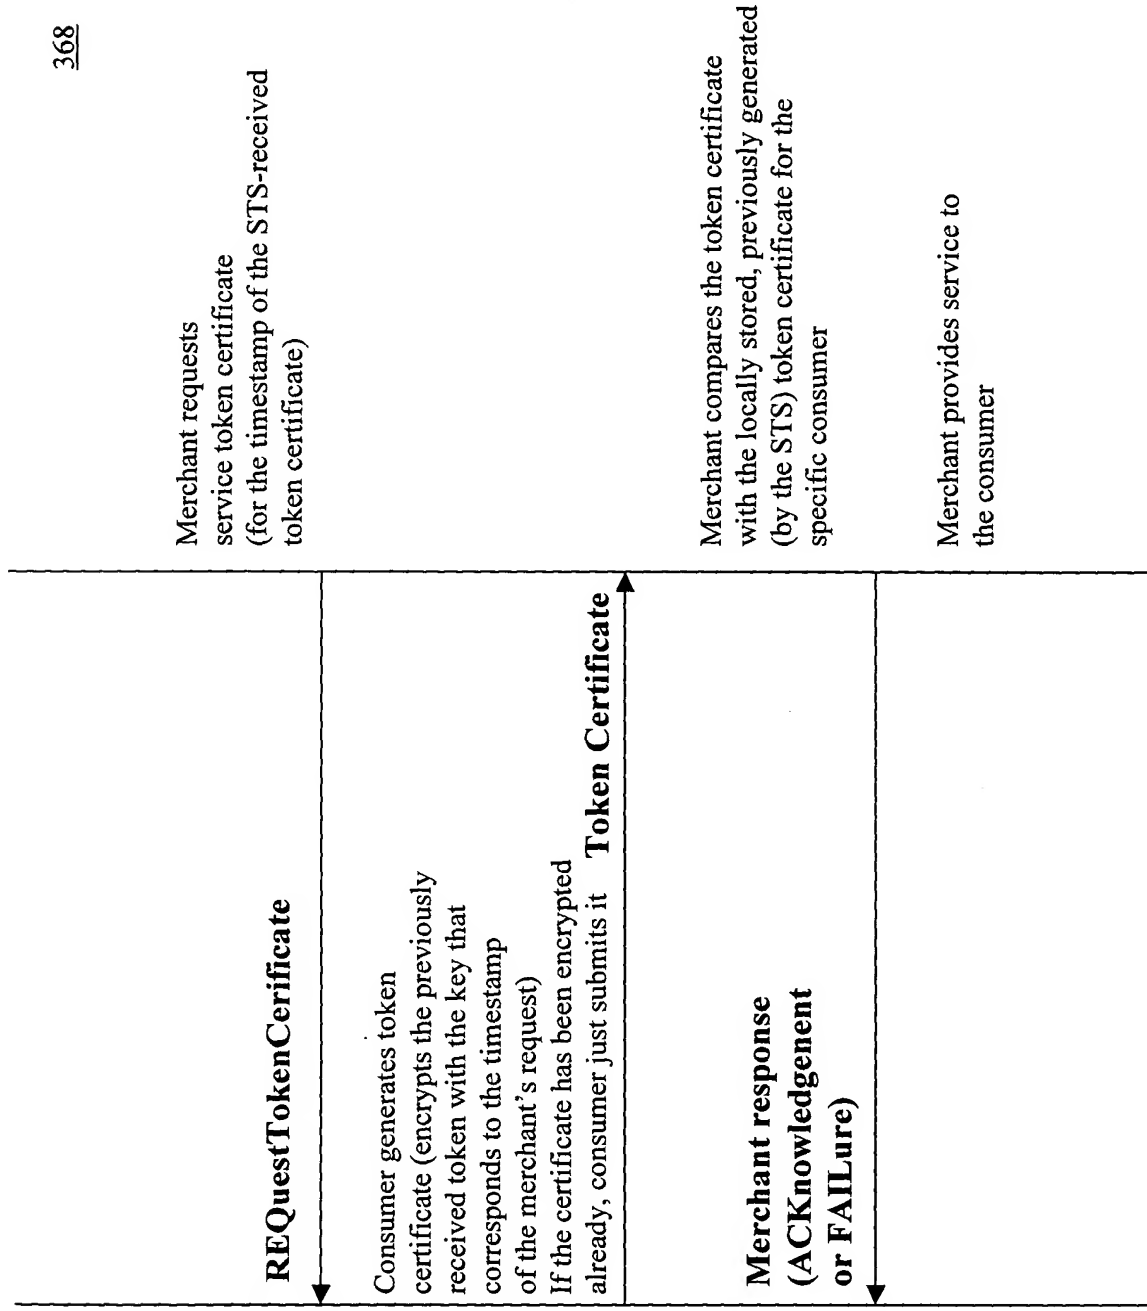 368
Merchant requests
service token certificate
(for the timestamp of the STS-received
token certificate)
REQuestTokenCerificate
Consumer generates token
certificate (encrypts the previously
received token with the key that
corresponds to the timestamp
of the merchant's request)
If the certificate has been encrypted
already, consumer just submits it
Token Certificate
Merchant compares the token certificate
with the locally stored, previously generated
(by the STS) token certificate for the
specific consumer
Merchant response
(ACKnowledgenent
or FAILure)
Merchant provides service to
the consumer